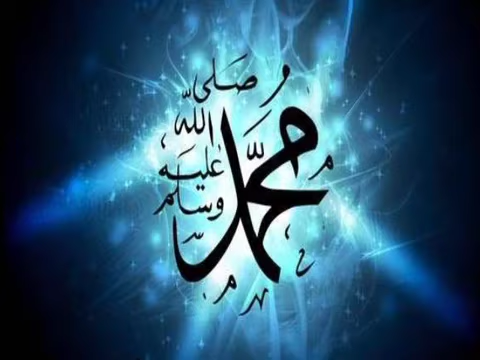 محمد
صلى
الله
عليه
وسلم